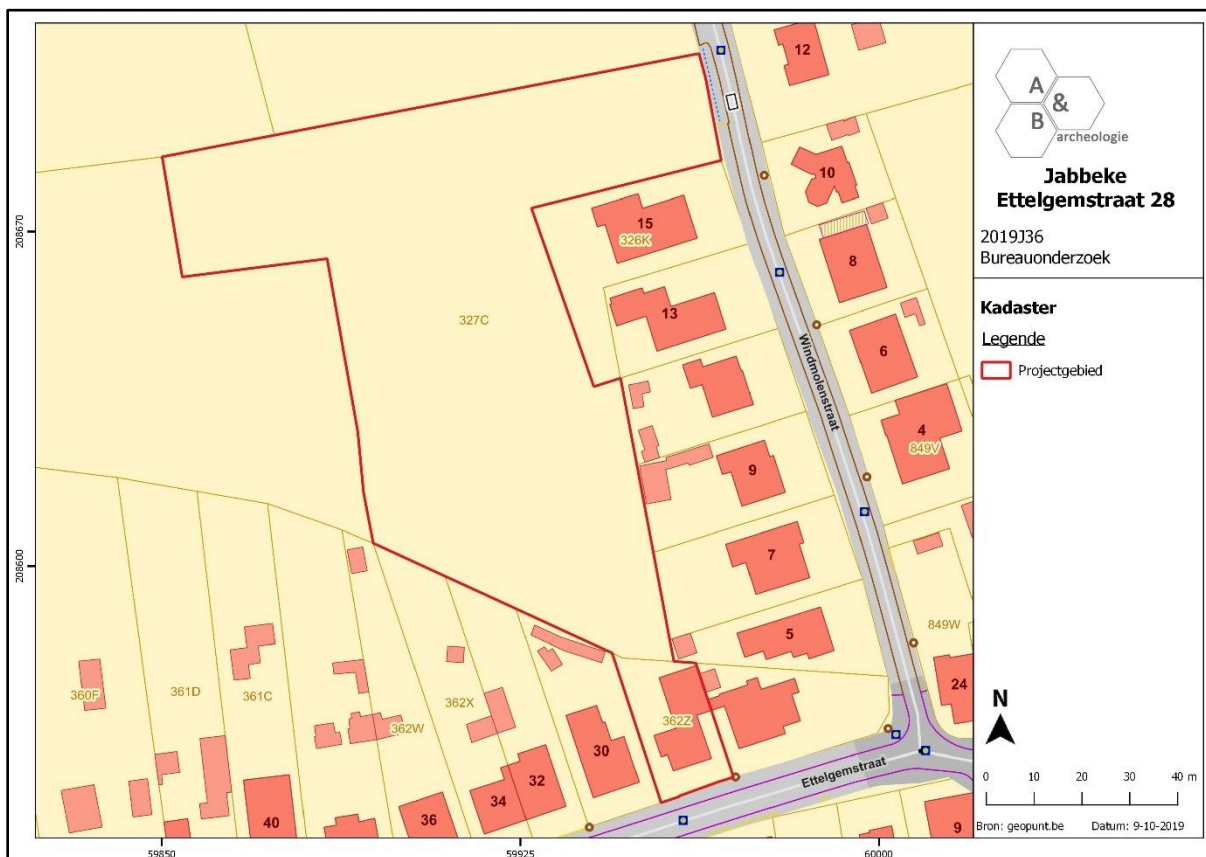 12
10
15
326K
8
13
327C
6
Windmolenstraat
4
849V
9
7
5
849W
24
360F
361D
361C
362W
362X
362Z
30
32
34
36
40
Ettelgemstraat
9
208670
208600
59850
59925
60000
A
&
B
archeologie
Jabbeke
Ettelgemstraat 28
2019J36
Bureauonderzoek
Kadaster
Legende
Projectgebied
N
0 10 20 30 40 m
Bron: geopunt.be Datum: 9-10-2019